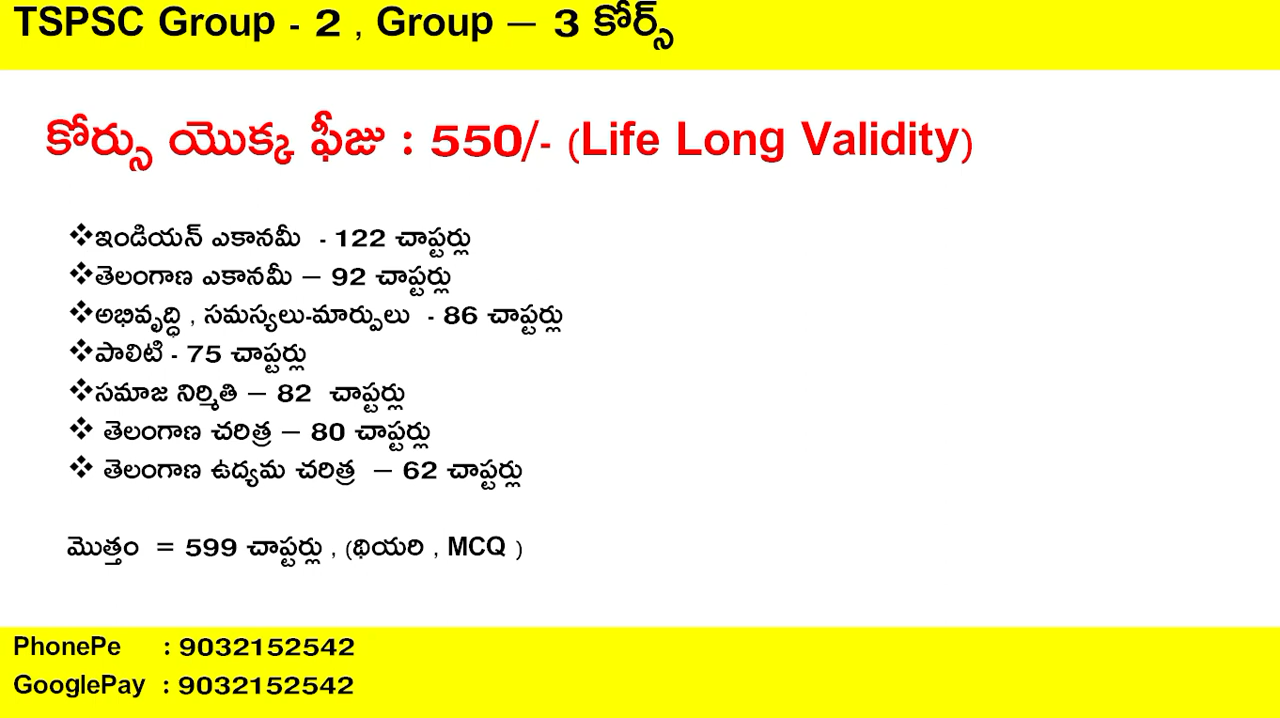 TSPSC Group - 2 , Group – 3 కోర్స్
కోర్సు యొక్క ఫీజు : 550/- (Life Long Validity)
❖ఇండియన్ ఎకానమీ - 122 చాప్టర్లు
❖తెలంగాణ ఎకానమీ – 92 చాప్టర్లు
❖అభివృద్ధి , సమస్యలు-మార్పులు - 86 చాప్టర్లు
❖పాలిటి - 75 చాప్టర్లు
❖సమాజ నిర్మితి – 82 చాప్టర్లు
❖ తెలంగాణ చరిత్ర – 80 చాప్టర్లు
❖ తెలంగాణ ఉద్యమ చరిత్ర – 62 చాప్టర్లు
మొత్తం = 599 చాప్టర్లు , (థియరి , MCQ )
PhonePe : 9032152542
GooglePay : 9032152542